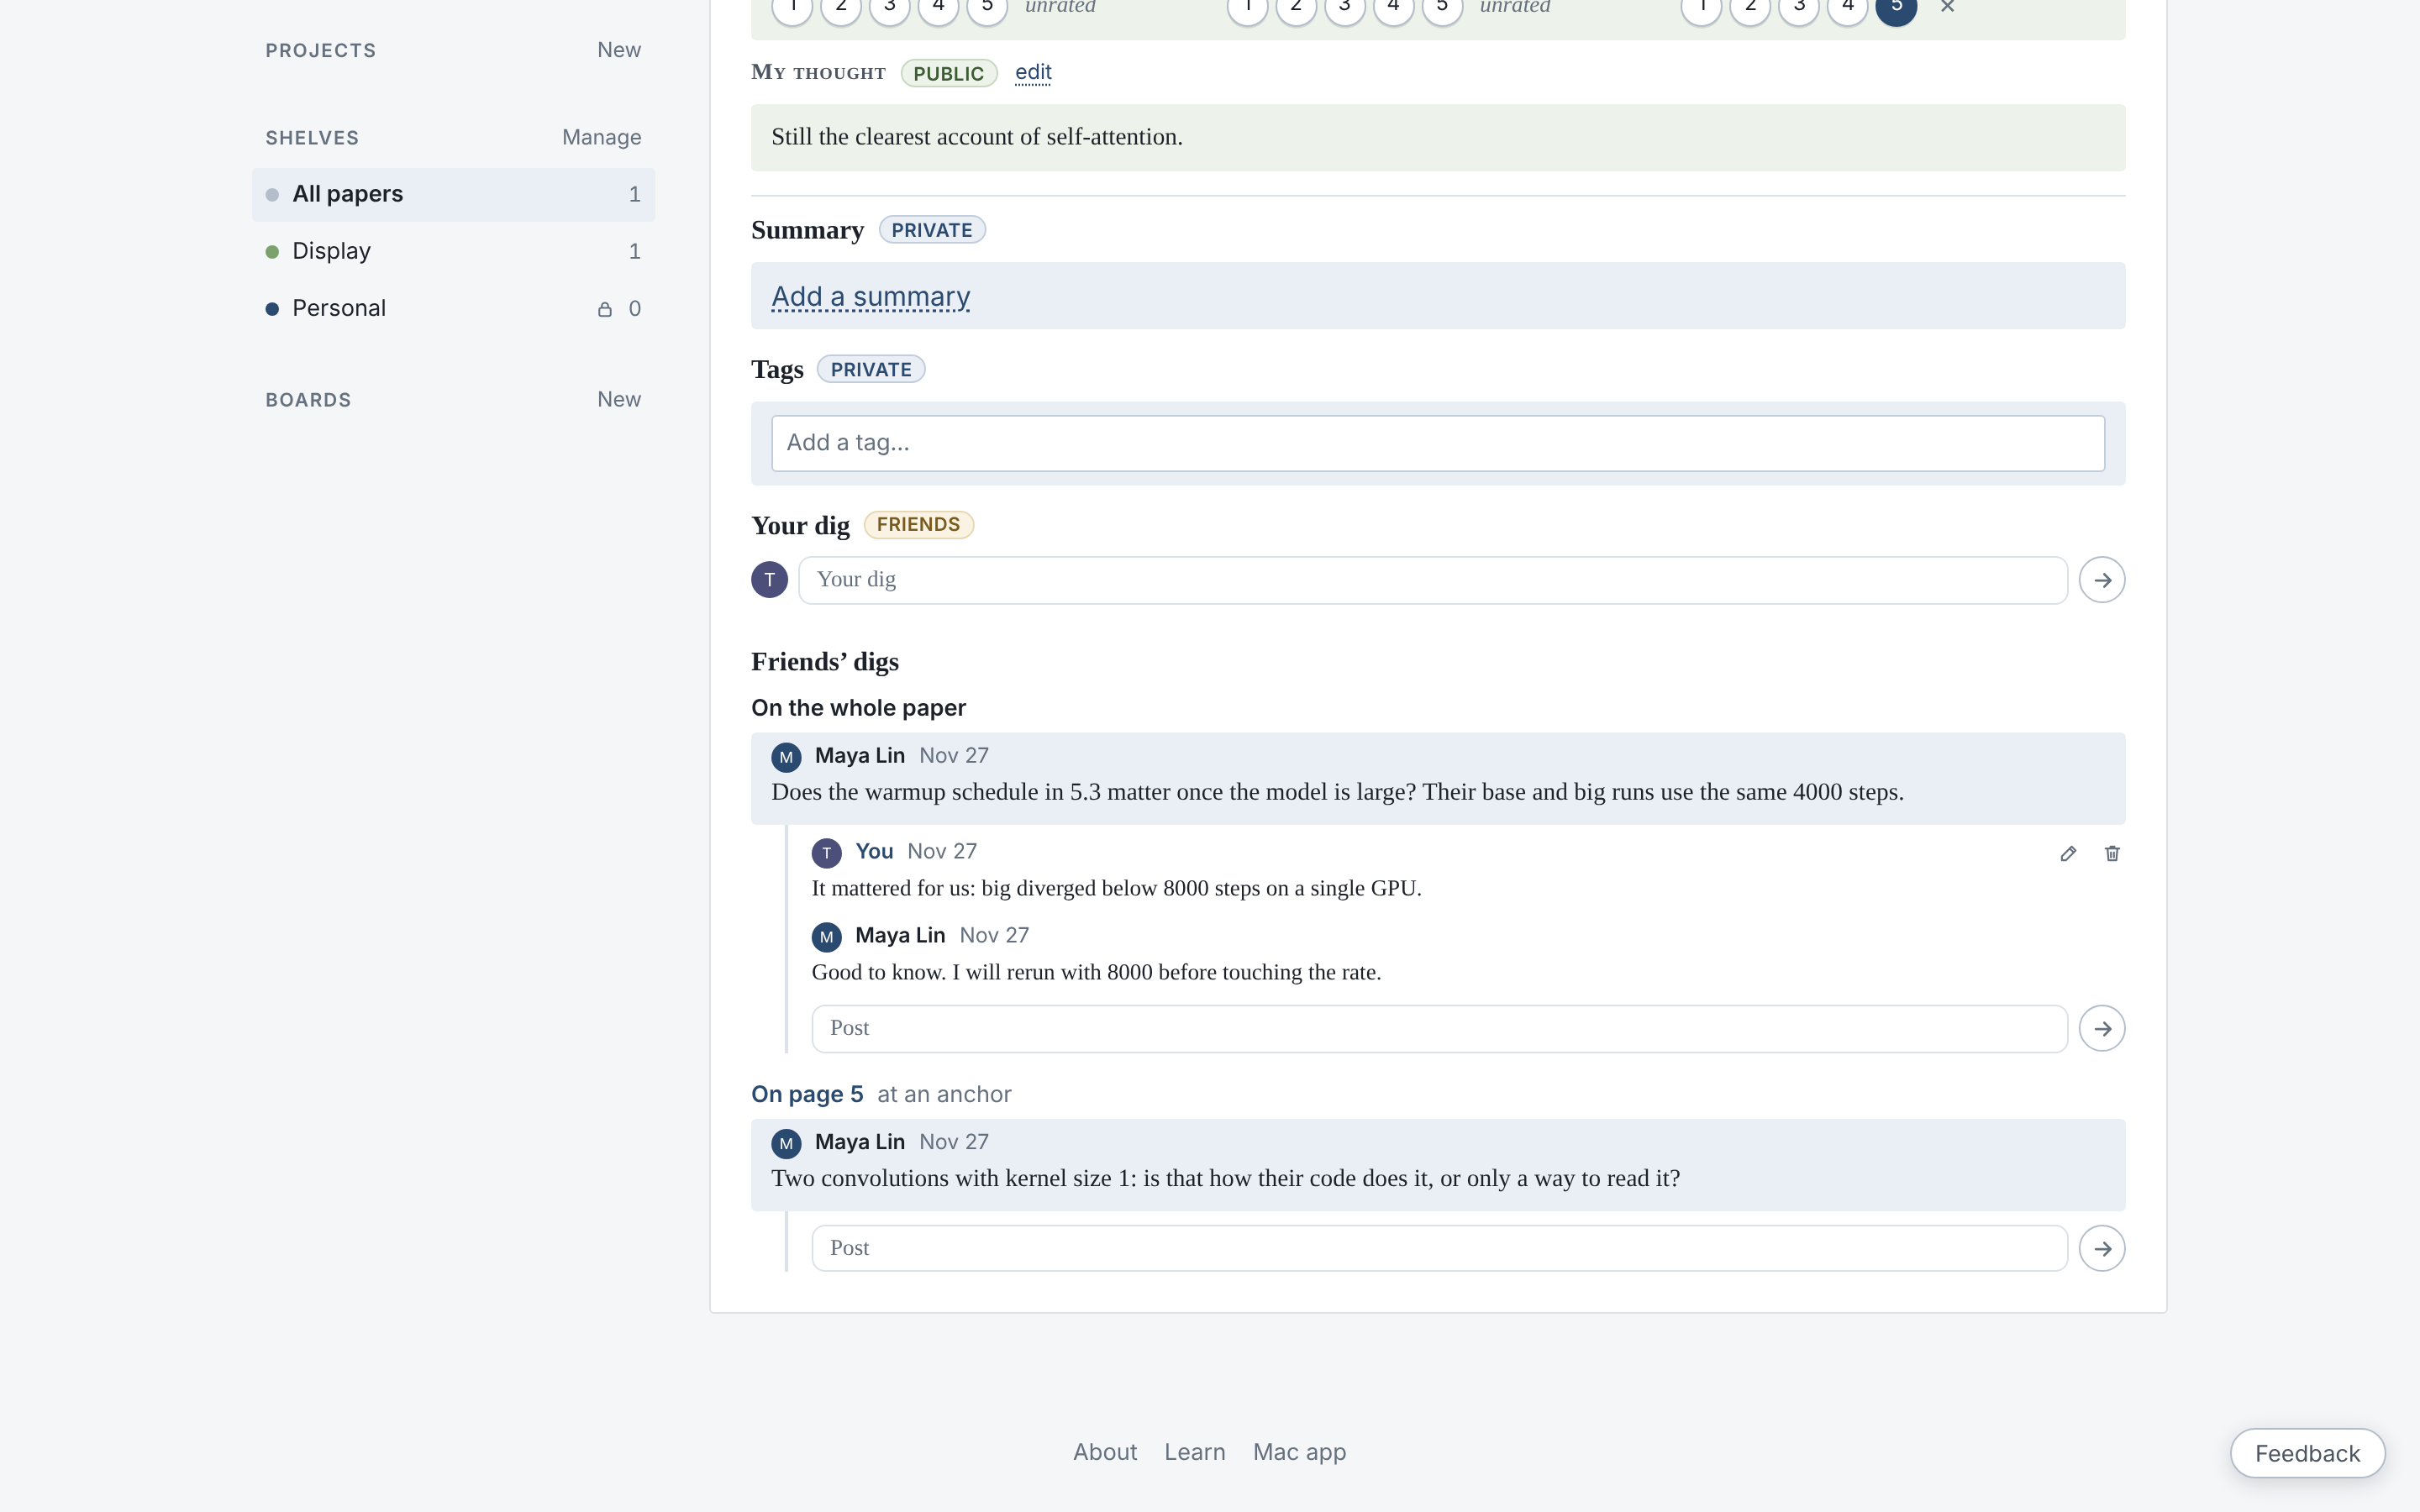 PROJECTS New
SHELVES Manage
All papers 1
Display 1
Personal 0
BOARDS New
1 2 3 4 5 unrated 1 2 3 4 5 unrated 1 2 3 4 5 ×
My thought PUBLIC edit
Still the clearest account of self-attention.
Summary PRIVATE
Add a summary
Tags PRIVATE
Add a tag...
Your dig FRIENDS
T Your dig
Friends’ digs
On the whole paper
M Maya Lin Nov 27
Does the warmup schedule in 5.3 matter once the model is large? Their base and big runs use the same 4000 steps.
T You Nov 27
It mattered for us: big diverged below 8000 steps on a single GPU.
M Maya Lin Nov 27
Good to know. I will rerun with 8000 before touching the rate.
Post
On page 5 at an anchor
M Maya Lin Nov 27
Two convolutions with kernel size 1: is that how their code does it, or only a way to read it?
Post
About Learn Mac app
Feedback